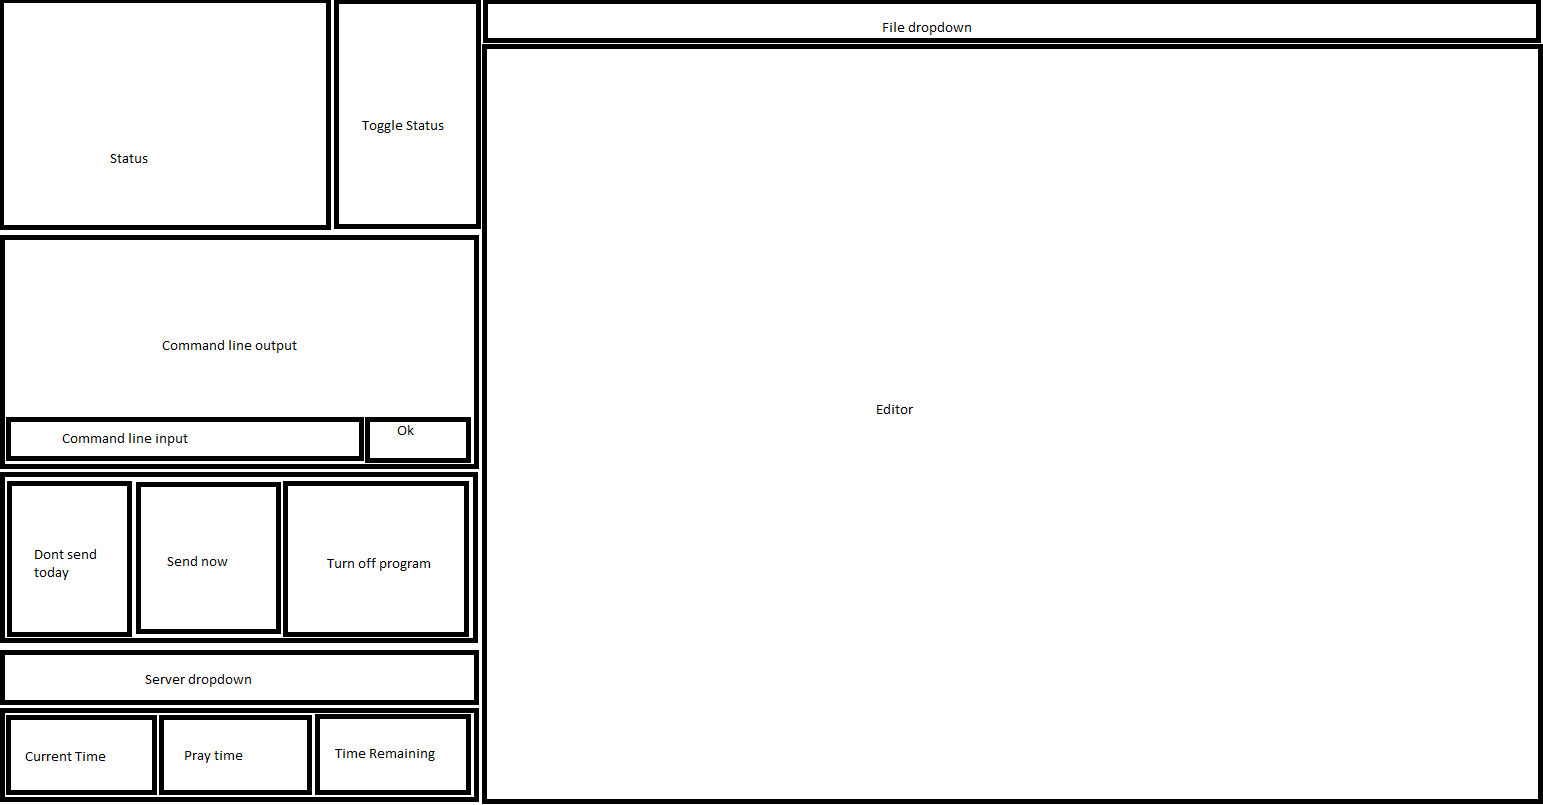 Status
Toggle Status
File dropdown
Command line output
Command line input
Ok
Dont send
today
Send now
Turn off program
Server dropdown
Current Time
Pray time
Time Remaining
Editor